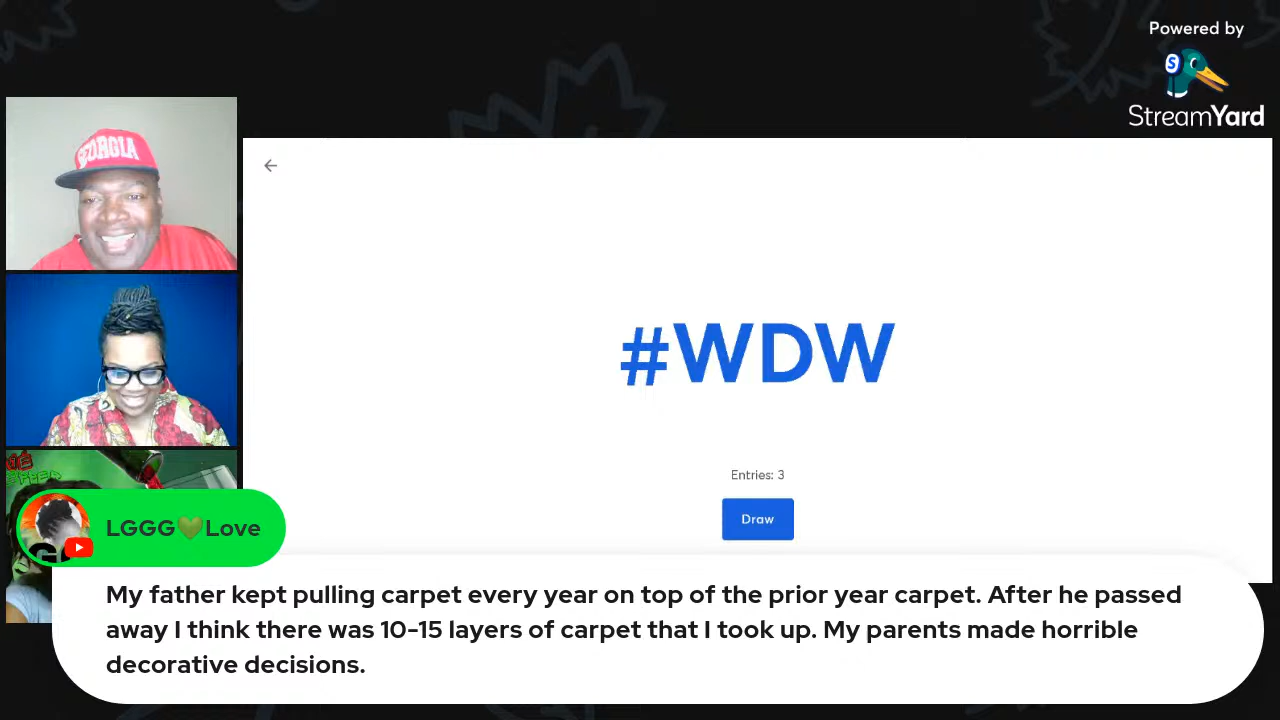 Powered by
StreamYard
GEORGIA
#WDW
Entries: 3
Draw
LGGG💚Love
My father kept pulling carpet every year on top of the prior year carpet. After he passed
away I think there was 10-15 layers of carpet that I took up. My parents made horrible
decorative decisions.